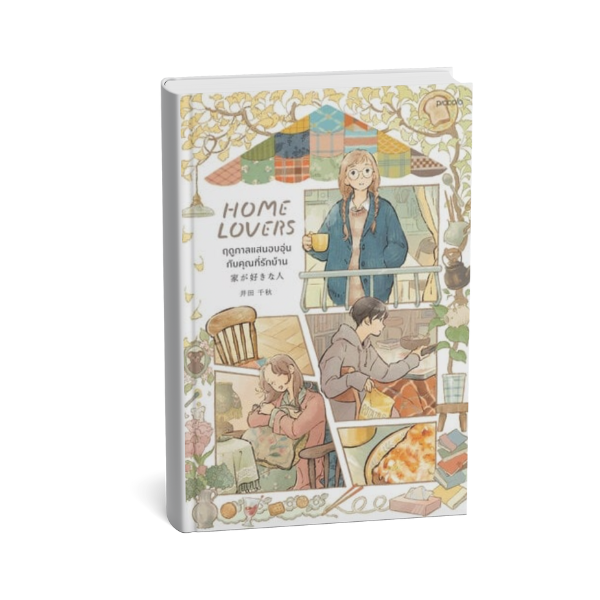 piccolo
HOME
LOVERS
ฤดูกาลแสนอบอุ่น
กับคุณที่รักบ้าน
家が好きな人
井田 千秋